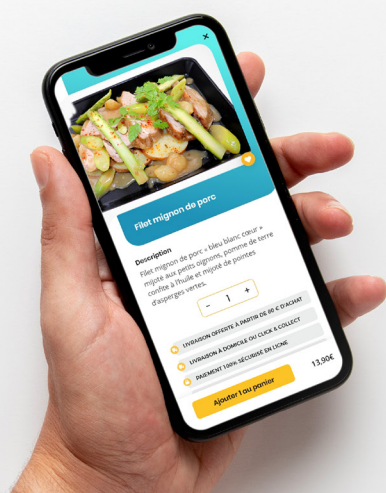 Filet mignon de porc
Description
Filet mignon de porc « bleu blanc cœur »
mijoté aux petits oignons, pomme de terre
confite à l'huile et mijoté de pointes
d'asperges vertes.
- 1 +
LIVRAISON OFFERTE À PARTIR DE 80 € D'ACHAT
LIVRAISON À DOMICILE OU CLICK & COLLECT
PAIEMENT 100% SÉCURISÉ EN LIGNE
Ajouter 1 au panier
13,90€